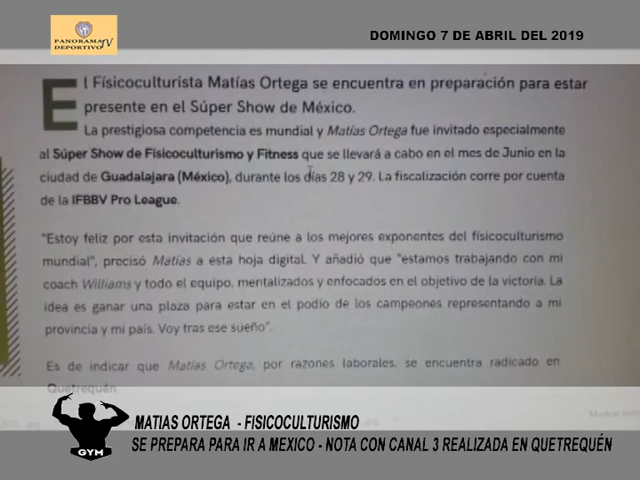 PANORAMA
DEPORTIVO TV
DOMINGO 7 DE ABRIL DEL 2019
El Físicoculturista Matías Ortega se encuentra en preparación para estar
presente en el Súper Show de México.
La prestigiosa competencia es mundial y Matías Ortega fue invitado especialmente
al Súper Show de Fisicoculturismo y Fitness que se llevará a cabo en el mes de Junio en la
ciudad de Guadalajara (México), durante los días 28 y 29. La fiscalización corre por cuenta
de la IFBBV Pro League.
"Estoy feliz por esta invitación que reúne a los mejores exponentes del físicoculturismo
mundial", precisó Matías a esta hoja digital. Y añadió que "estamos trabajando con mi
coach Williams y todo el equipo, mentalizados y enfocados en el objetivo de la victoria. La
idea es ganar una plaza para estar en el podio de los campeones representando a mi
provincia y mi país. Voy tras ese sueño".
Es de indicar que Matías Ortega, por razones laborales, se encuentra radicado en
Quetrequén
MATIAS ORTEGA - FISICOCULTURISMO
SE PREPARA PARA IR A MEXICO - NOTA CON CANAL 3 REALIZADA EN QUETREQUÉN
GYM